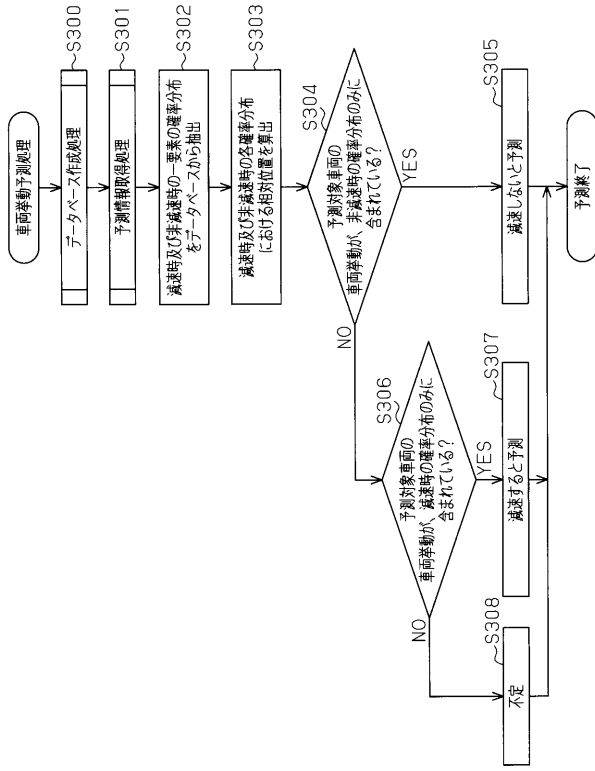 車両挙動予測処理
データベース作成処理
S300
予測情報取得処理
S301
減速時及び非減速時の一要素の確率分布
をデータベースから抽出
S302
減速時及び非減速時の各確率分布
における相対位置を算出
S303
予測対象車両の
車両挙動が、非減速時の確率分布のみに
含まれている?
S304
YES
NO
減速しないと予測
S305
予測対象車両の
車両挙動が、減速時の確率分布のみに
含まれている?
S306
YES
NO
減速すると予測
S307
不定
S308
予測終了